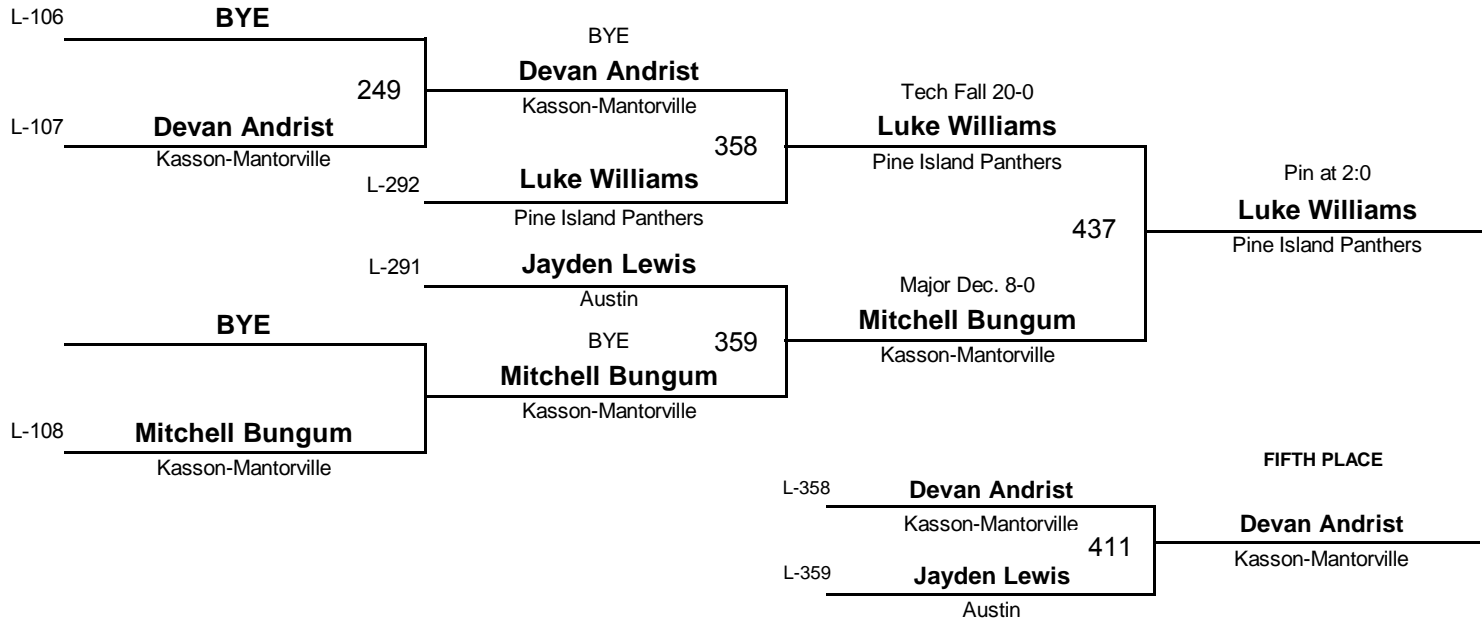 L-106
BYE
249
L-107
Devan Andrist
Kasson-Mantorville
BYE
Devan Andrist
Kasson-Mantorville
358
L-292
Luke Williams
Pine Island Panthers
Tech Fall 20-0
Luke Williams
Pine Island Panthers
437
Pin at 2:0
Luke Williams
Pine Island Panthers
L-291
Jayden Lewis
Austin
BYE
359
BYE
Mitchell Bungum
Kasson-Mantorville
Major Dec. 8-0
Mitchell Bungum
Kasson-Mantorville
L-108
Mitchell Bungum
Kasson-Mantorville
FIFTH PLACE
L-358
Devan Andrist
Kasson-Mantorville
411
L-359
Jayden Lewis
Austin
Devan Andrist
Kasson-Mantorville